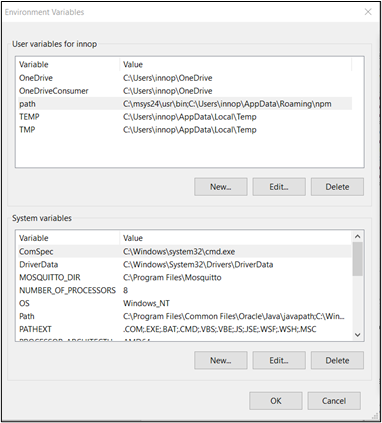 Environment Variables
User variables for innop
Variable Value
OneDrive C:\Users\innop\OneDrive
OneDriveConsumer C:\Users\innop\OneDrive
path C:\msys24\usr\bin;C:\Users\innop\AppData\Roaming\npm
TEMP C:\Users\innop\AppData\Local\Temp
TMP C:\Users\innop\AppData\Local\Temp
New... Edit... Delete
System variables
Variable Value
ComSpec C:\Windows\system32\cmd.exe
DriverData C:\Windows\System32\Drivers\DriverData
MOSQUITTO_DIR C:\Program Files\Mosquitto
NUMBER_OF_PROCESSORS 8
OS Windows_NT
Path C:\Program Files\Common Files\Oracle\Java\javapath;C:\Win...
PATHEXT .COM;.EXE;.BAT;.CMD;.VBS;.VBE;.JS;.JSE;.WSF;.WSH;.MSC
New... Edit... Delete
OK Cancel